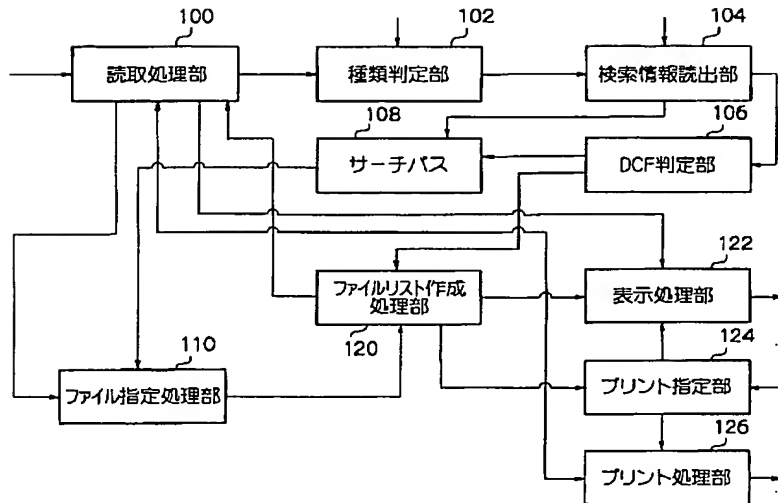 100
読取処理部
102
種類判定部
104
検索情報読出部
108
サーチパス
106
DCF判定部
ファイルリスト作成
処理部
120
122
表示処理部
110
ファイル指定処理部
124
プリント指定部
126
プリント処理部